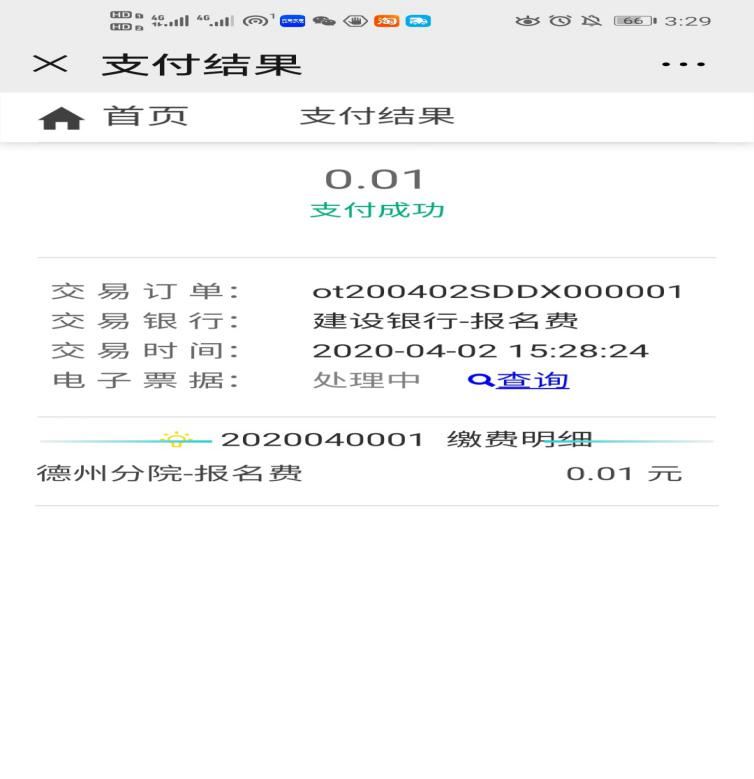 66 3:29
支付结果
首页 支付结果
0.01
支付成功
交易订单: ot200402SDDX000001
交易银行: 建设银行-报名费
交易时间: 2020-04-02 15:28:24
电子票据: 处理中 查询
2020040001 缴费明细
德州分院-报名费 0.01 元